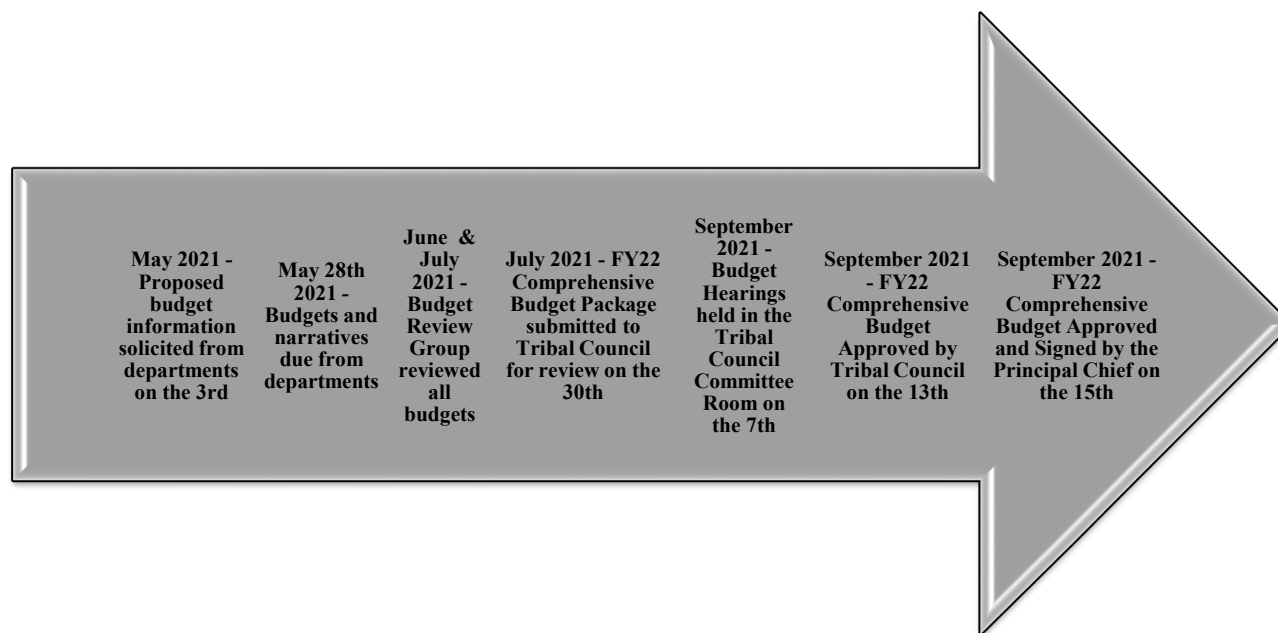 May 2021 -
Proposed
budget
information
solicited from
departments
on the 3rd
May 28th
2021 -
Budgets and
narratives
due from
departments
June & 
July
2021 -
Budget
Review
Group
reviewed
all
budgets
July 2021 - FY22
Comprehensive
Budget Package
submitted to
Tribal Council
for review on the
30th
September
2021 -
Budget
Hearings
held in the
Tribal
Council
Committee
Room on
the 7th
September 2021
- FY22
Comprehensive
Budget
Approved by
Tribal Council
on the 13th
September 2021 -
FY22
Comprehensive
Budget Approved
and Signed by the
Principal Chief on
the 15th